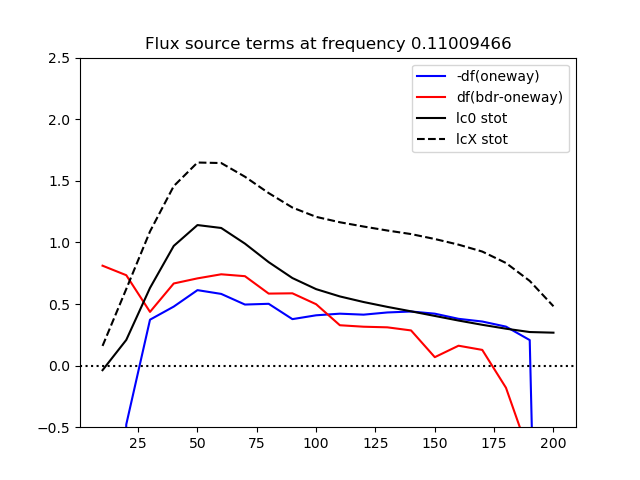 Flux source terms at frequency 0.11009466
2.5
2.0
1.5
1.0
0.5
0.0
−0.5
-df(oneway)
df(bdr-oneway)
lc0 stot
lcX stot
25 50 75 100 125 150 175 200